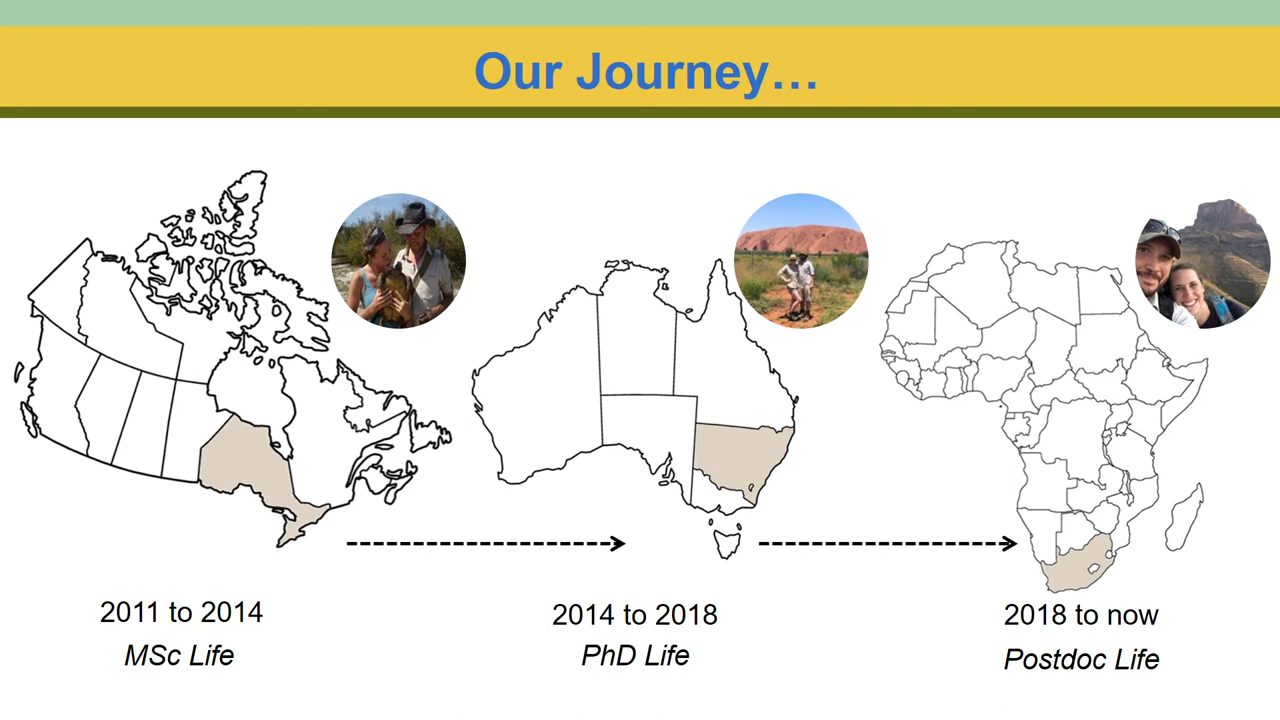 Our Journey…
2011 to 2014
MSc Life
2014 to 2018
PhD Life
2018 to now
Postdoc Life